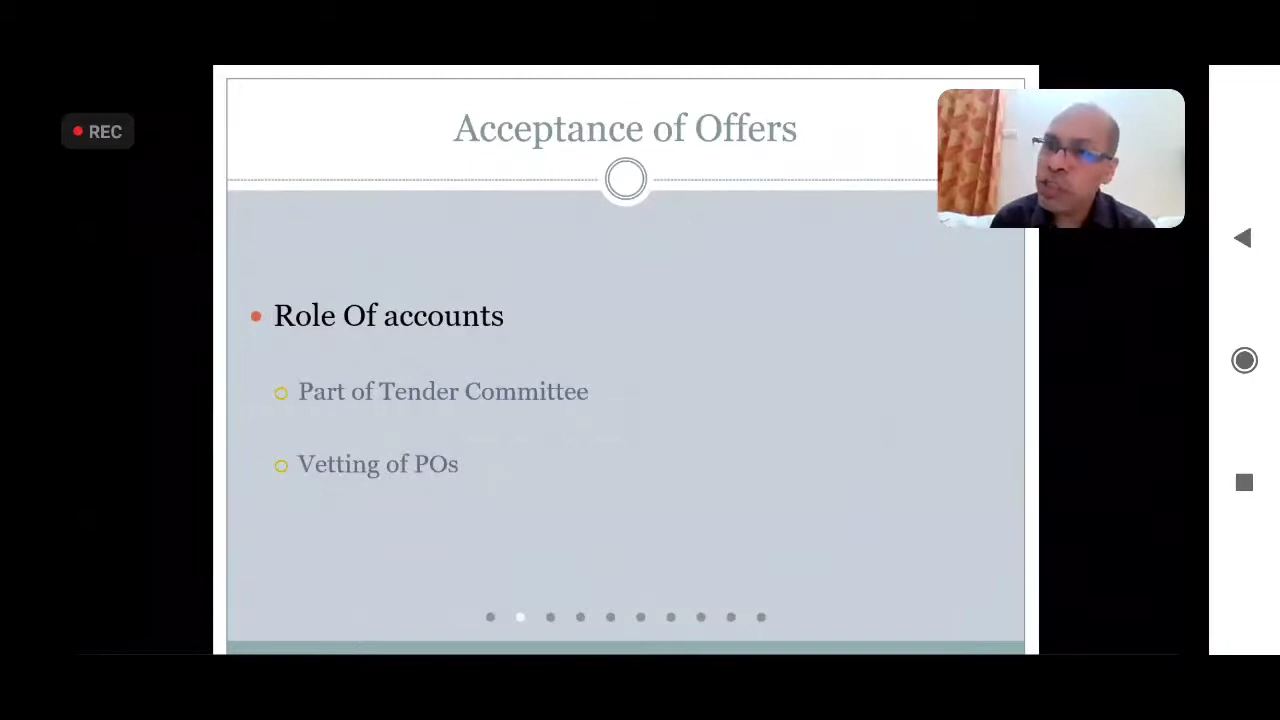 Acceptance of Offers
REC
Role Of accounts
Part of Tender Committee
Vetting of POs